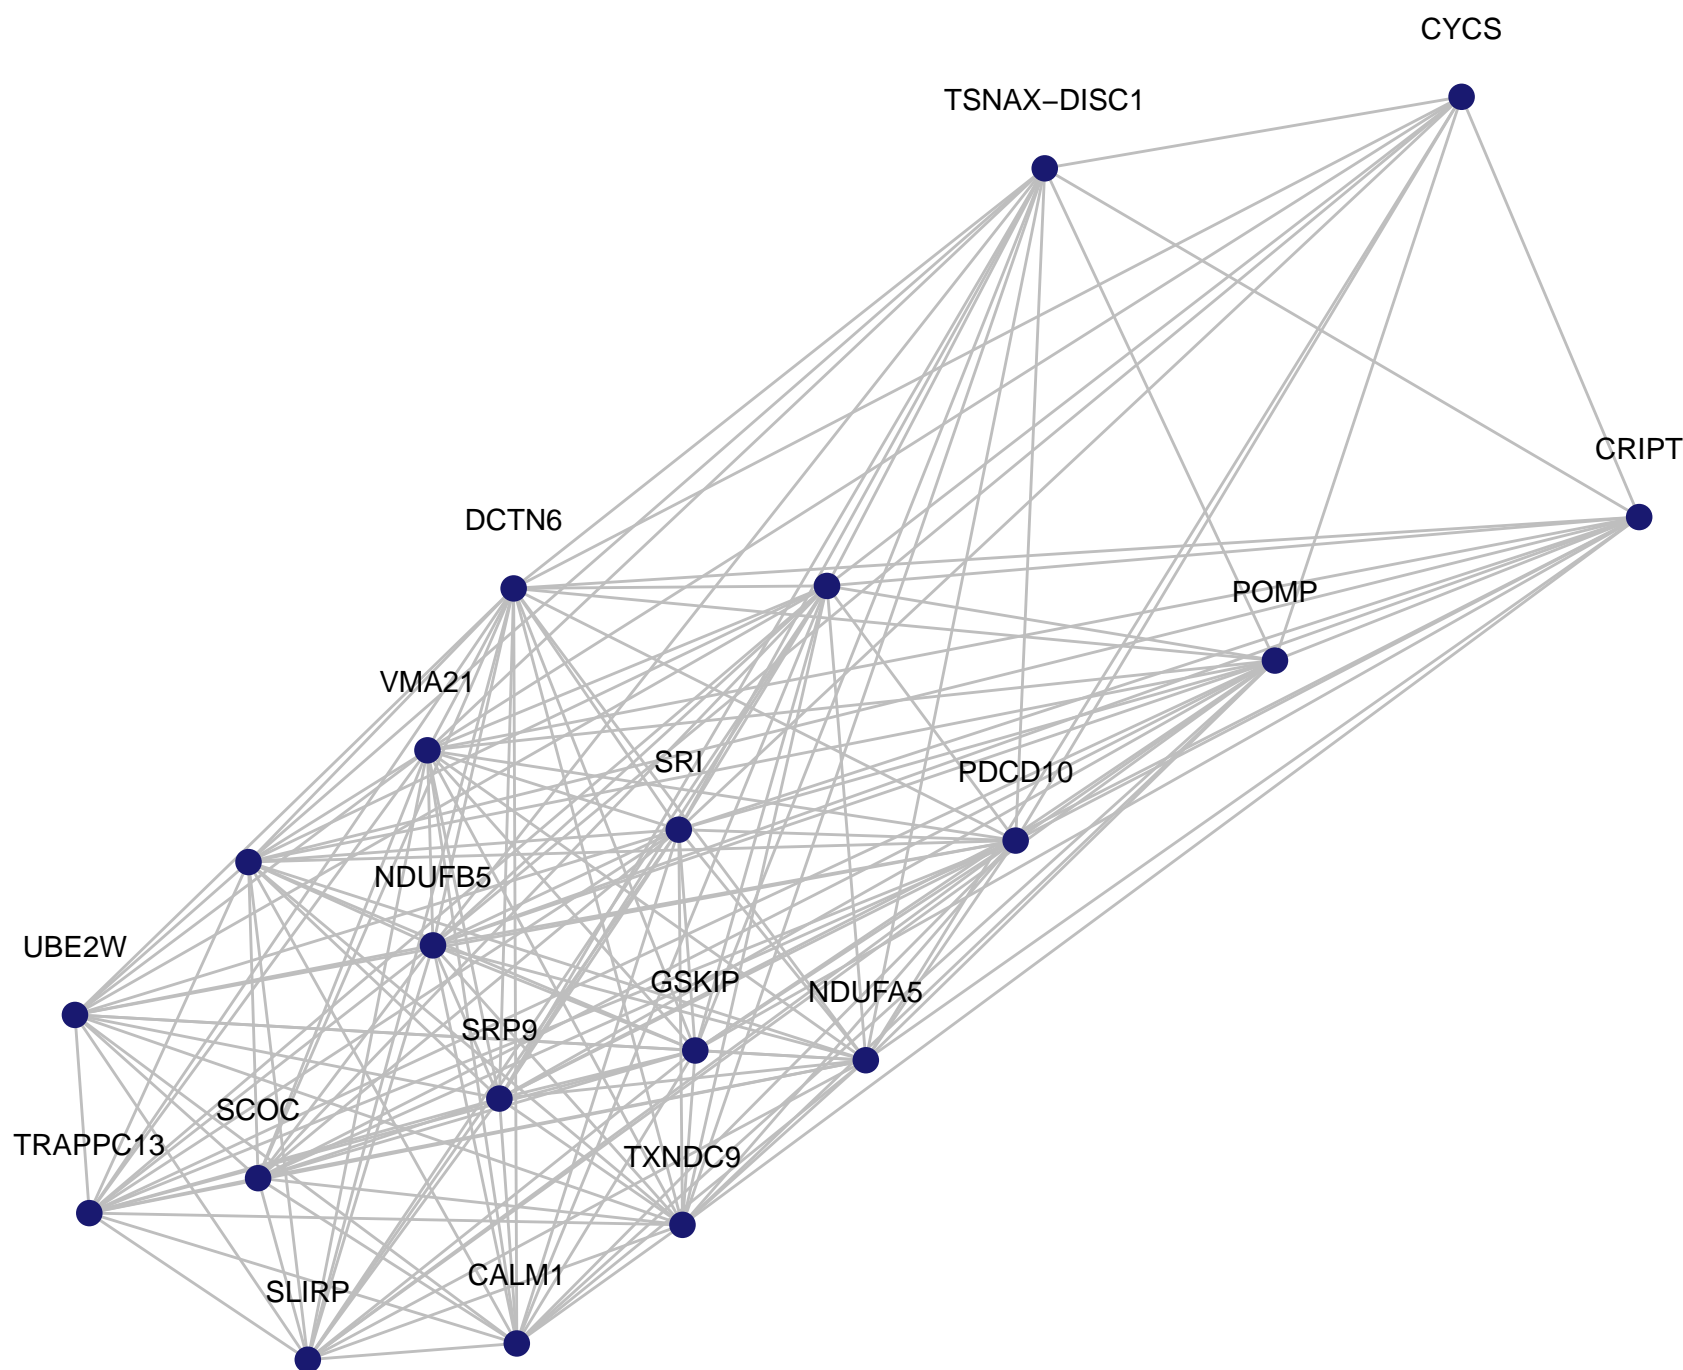 CYCS
TSNAX–DISC1
CRIPT
DCTN6
POMP
VMA21
SRI
PDCD10
NDUFB5
UBE2W
GSKIP
NDUFA5
SRP9
SCOC
TRAPPC13
TXNDC9
CALM1
SLIRP